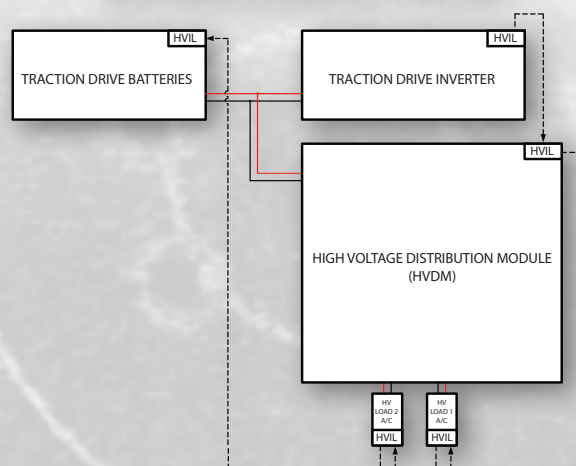 HVIL
TRACTION DRIVE BATTERIES
HVIL
TRACTION DRIVE INVERTER
HVIL
HIGH VOLTAGE DISTRIBUTION MODULE
(HVDM)
HV
LOAD 2
A/C
HVIL
HV
LOAD 1
A/C
HVIL